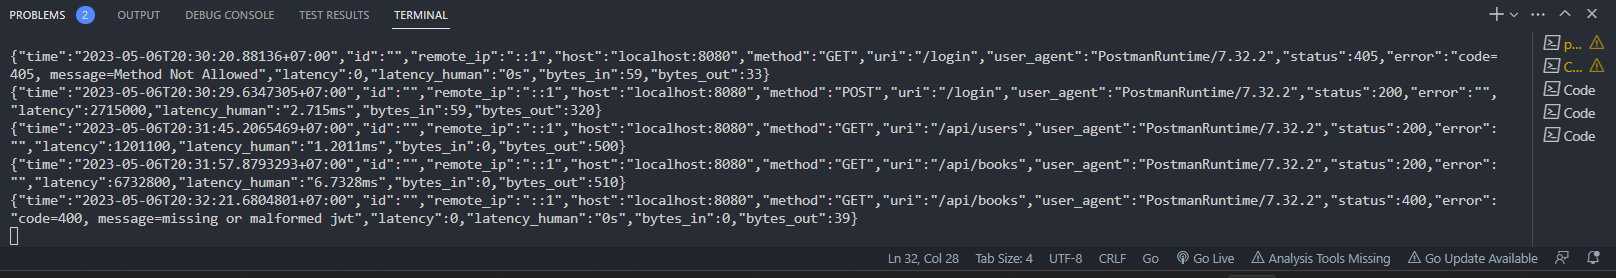 PROBLEMS 2 OUTPUT DEBUG CONSOLE TEST RESULTS TERMINAL
{"time":"2023-05-06T20:30:20.88136+07:00","id":"","remote_ip":"::1","host":"localhost:8080","method":"GET","uri":"/login","user_agent":"PostmanRuntime/7.32.2","status":405,"error":"code=
405, message=Method Not Allowed","latency":0,"latency_human":"0s","bytes_in":59,"bytes_out":33}
{"time":"2023-05-06T20:30:29.6347305+07:00","id":"","remote_ip":"::1","host":"localhost:8080","method":"POST","uri":"/login","user_agent":"PostmanRuntime/7.32.2","status":200,"error":"",
"latency":2715000,"latency_human":"2.715ms","bytes_in":59,"bytes_out":320}
{"time":"2023-05-06T20:31:45.2065469+07:00","id":"","remote_ip":"::1","host":"localhost:8080","method":"GET","uri":"/api/users","user_agent":"PostmanRuntime/7.32.2","status":200,"error":
"","latency":1201100,"latency_human":"1.2011ms","bytes_in":0,"bytes_out":500}
{"time":"2023-05-06T20:31:57.8793293+07:00","id":"","remote_ip":"::1","host":"localhost:8080","method":"GET","uri":"/api/books","user_agent":"PostmanRuntime/7.32.2","status":200,"error":
"","latency":6732800,"latency_human":"6.7328ms","bytes_in":0,"bytes_out":510}
{"time":"2023-05-06T20:32:21.6804801+07:00","id":"","remote_ip":"::1","host":"localhost:8080","method":"GET","uri":"/api/books","user_agent":"PostmanRuntime/7.32.2","status":400,"error":
"code=400, message=missing or malformed jwt","latency":0,"latency_human":"0s","bytes_in":0,"bytes_out":39}
p...
C...
Code
Code
Code
Ln 32, Col 28 Tab Size: 4 UTF-8 CRLF Go Go Live Analysis Tools Missing Go Update Available